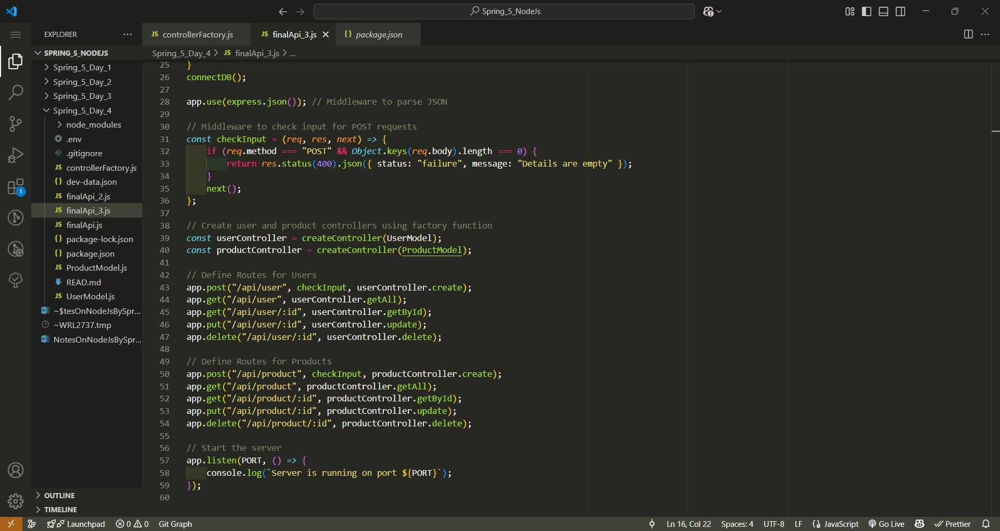 Spring_5_NodeJs
EXPLORER
SPRING_5_NODEJS
Spring_5_Day_1
Spring_5_Day_2
Spring_5_Day_3
Spring_5_Day_4
node_modules
.env
.gitignore
JS controllerFactory.js
{} dev-data.json
JS finalApi_2.js
JS finalApi_3.js
JS finalApi.js
{} package-lock.json
{} package.json
JS ProductModel.js
READ.md
JS UserModel.js
~$tesOnNodeJsBySpr...
~WRL2737.tmp
NotesOnNodeJsBySpr...
OUTLINE
TIMELINE
JS controllerFactory.js
JS finalApi_3.js
{} package.json
Spring_5_Day_4 > JS finalApi_3.js > ...
25 }
26 connectDB();
27
28 app.use(express.json()); // Middleware to parse JSON
29
30 // Middleware to check input for POST requests
31 const checkInput = (req, res, next) => {
32     if (req.method === "POST" && Object.keys(req.body).length === 0) {
33         return res.status(400).json({ status: "failure", message: "Details are empty" });
34     }
35     next();
36 };
37
38 // Create user and product controllers using factory function
39 const userController = createController(UserModel);
40 const productController = createController(ProductModel);
41
42 // Define Routes for Users
43 app.post("/api/user", checkInput, userController.create);
44 app.get("/api/user", userController.getAll);
45 app.get("/api/user/:id", userController.getById);
46 app.put("/api/user/:id", userController.update);
47 app.delete("/api/user/:id", userController.delete);
48
49 // Define Routes for Products
50 app.post("/api/product", checkInput, productController.create);
51 app.get("/api/product", productController.getAll);
52 app.get("/api/product/:id", productController.getById);
53 app.put("/api/product/:id", productController.update);
54 app.delete("/api/product/:id", productController.delete);
55
56 // Start the server
57 app.listen(PORT, () => {
58     console.log(`Server is running on port ${PORT}`);
59 });
60
1
Launchpad 0 0 Git Graph Ln 16, Col 22 Spaces: 4 UTF-8 LF {} JavaScript Go Live Prettier